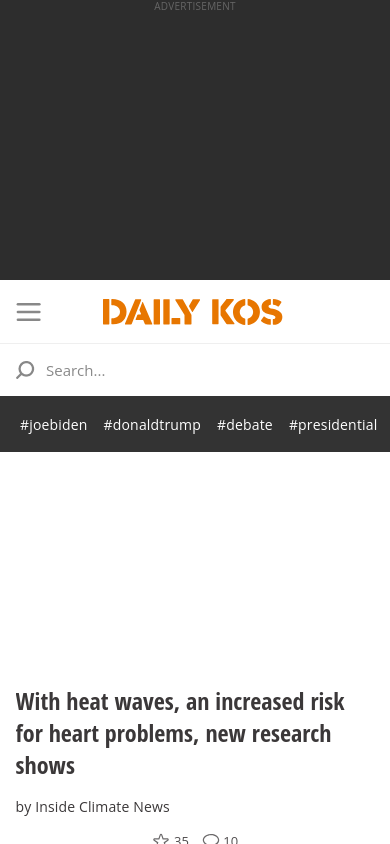 ADVERTISEMENT
DAILY KOS
Search...
#joebiden #donaldtrump #debate #presidential
With heat waves, an increased risk
for heart problems, new research
shows
by Inside Climate News
35 10